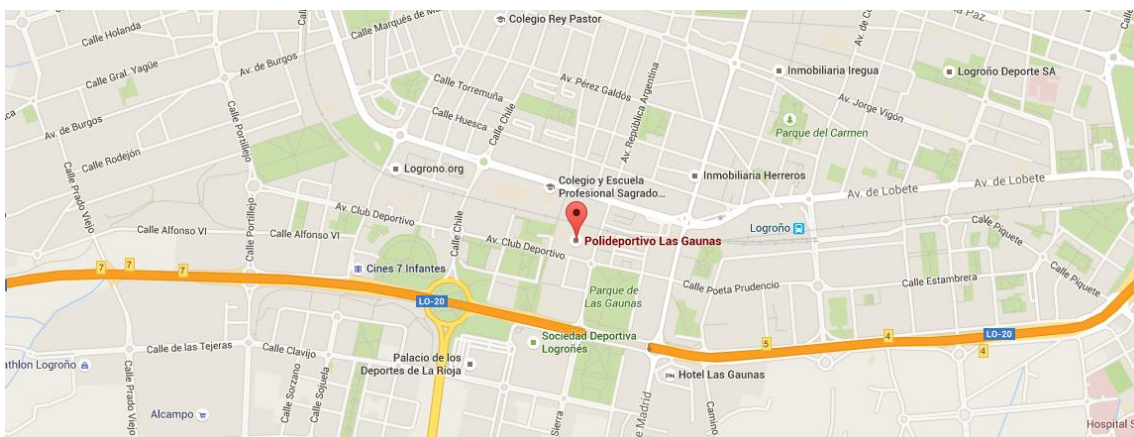 Calle Holanda
Calle Marqués de M
Colegio Rey Pastor
Paz
Calle Gral. Yagüe
Av. de Burgos
Calle Torremuña
Av. Pérez Galdós
Av. República Argentina
Inmobiliaria Iregua
Logroño Deporte SA
Av. de Burgos
Calle Portillejo
Calle Huesca
Calle Chile
Av. Jorge Vigón
Parque del Carmen
Calle Rodejón
Logrono.org
Colegio y Escuela
Profesional Sagrado...
Inmobiliaria Herreros
Av. de Lobete
Av. de Lobete
Calle Prado Viejo
Calle Portillejo
Av. Club Deportivo
Calle Chile
Calle Alfonso VI
Calle Alfonso VI
Av. Club Deportivo
Polideportivo Las Gaunas
Logroño
Calle Piquete
7
7
7
Cines 7 Infantes
Parque de
Las Gaunas
Calle Poeta Prudencio
Calle Estambrera
Calle Piquete
LO-20
Sociedad Deportiva
Logroñés
5
4
LO-20
4
Calle de las Tejeras
Calle Clavijo
Palacio de los
Deportes de La Rioja
Hotel Las Gaunas
athlon Logroño
Calle Prado Viejo
Calle Sorzano
Calle Sojuela
Alcampo
Sierra
e Madrid
Camino
Hospital S